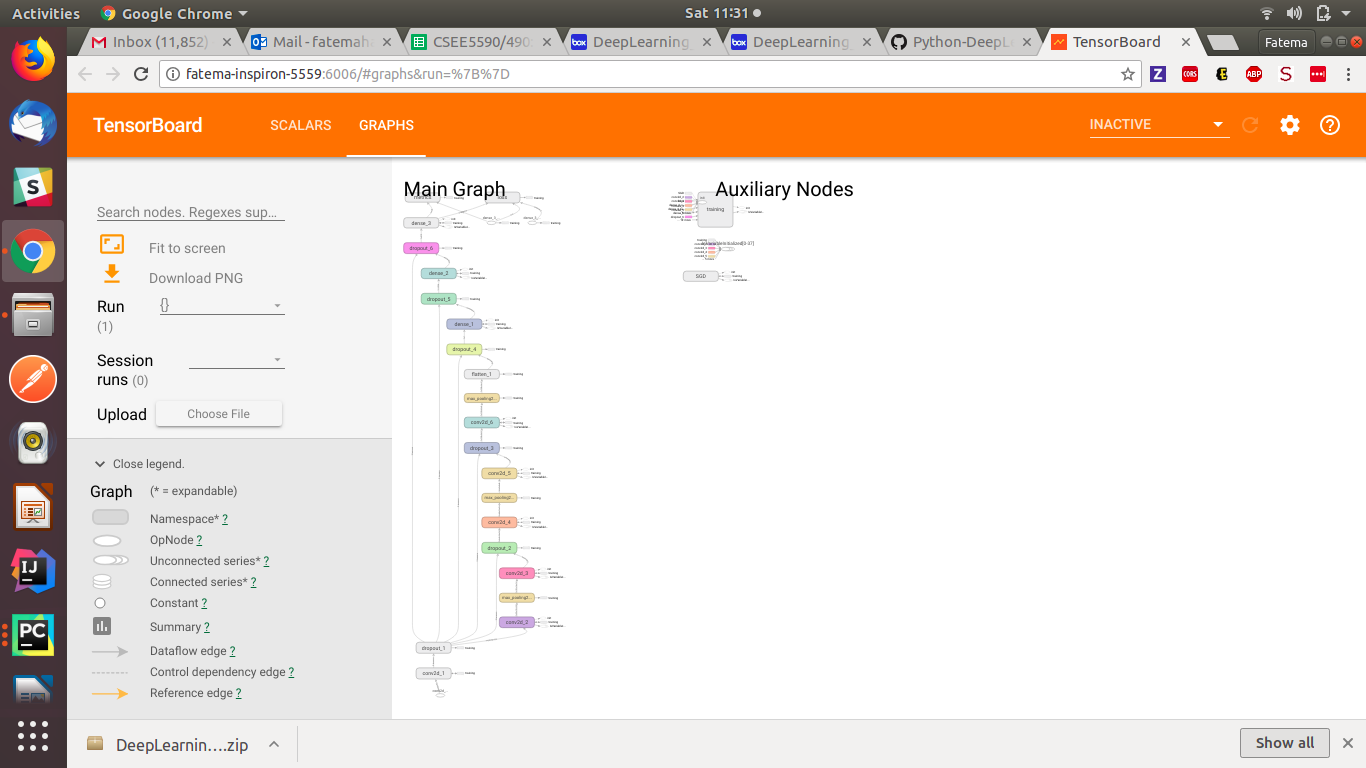 Activities Google Chrome Sat 11:31
Inbox (11,852) Mail - fatemah CSEE5590/490 DeepLearning DeepLearning Python-DeepL TensorBoard Fatema
fatema-inspiron-5559:6006/#graphs&run=%7B%7D
TensorBoard SCALARS GRAPHS INACTIVE
Main Graph Auxiliary Nodes
Search nodes. Regexes sup...
Fit to screen
Download PNG
Run {}
(1)
Session
runs (0)
Upload Choose File
Close legend.
Graph (* = expandable)
Namespace* ?
OpNode ?
Unconnected series* ?
Connected series* ?
Constant ?
Summary ?
Dataflow edge ?
Control dependency edge ?
Reference edge ?
training
dense_3
dropout_6
dense_2
SGD
dropout_5
dense_1
dropout_4
flatten_1
max_pooling2...
conv2d_6
dropout_3
conv2d_5
max_pooling2...
conv2d_4
dropout_2
conv2d_3
max_pooling2...
conv2d_2
dropout_1
conv2d_1
DeepLearnin....zip Show all